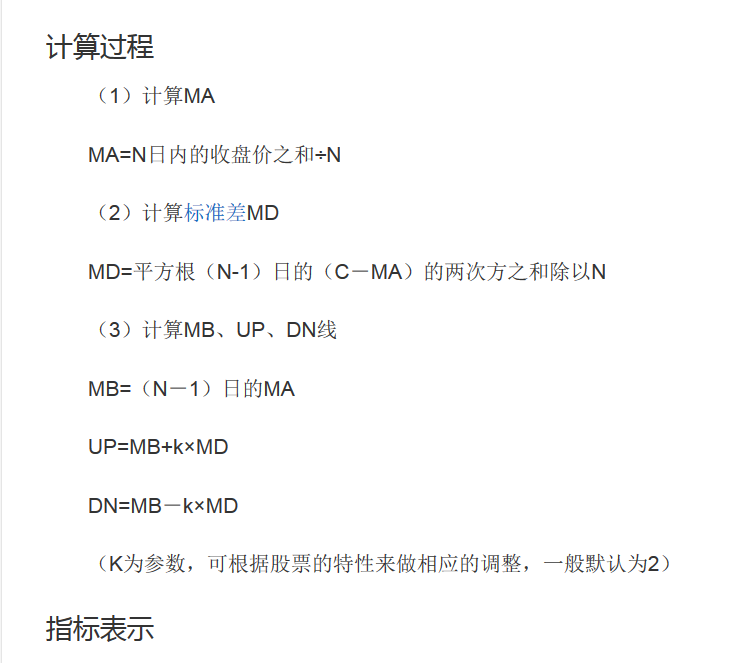 计算过程
（1）计算MA
MA=N日内的收盘价之和÷N
（2）计算标准差MD
MD=平方根（N-1）日的（C－MA）的两次方之和除以N
（3）计算MB、UP、DN线
MB=（N－1）日的MA
UP=MB+k×MD
DN=MB－k×MD
（K为参数，可根据股票的特性来做相应的调整，一般默认为2）
指标表示